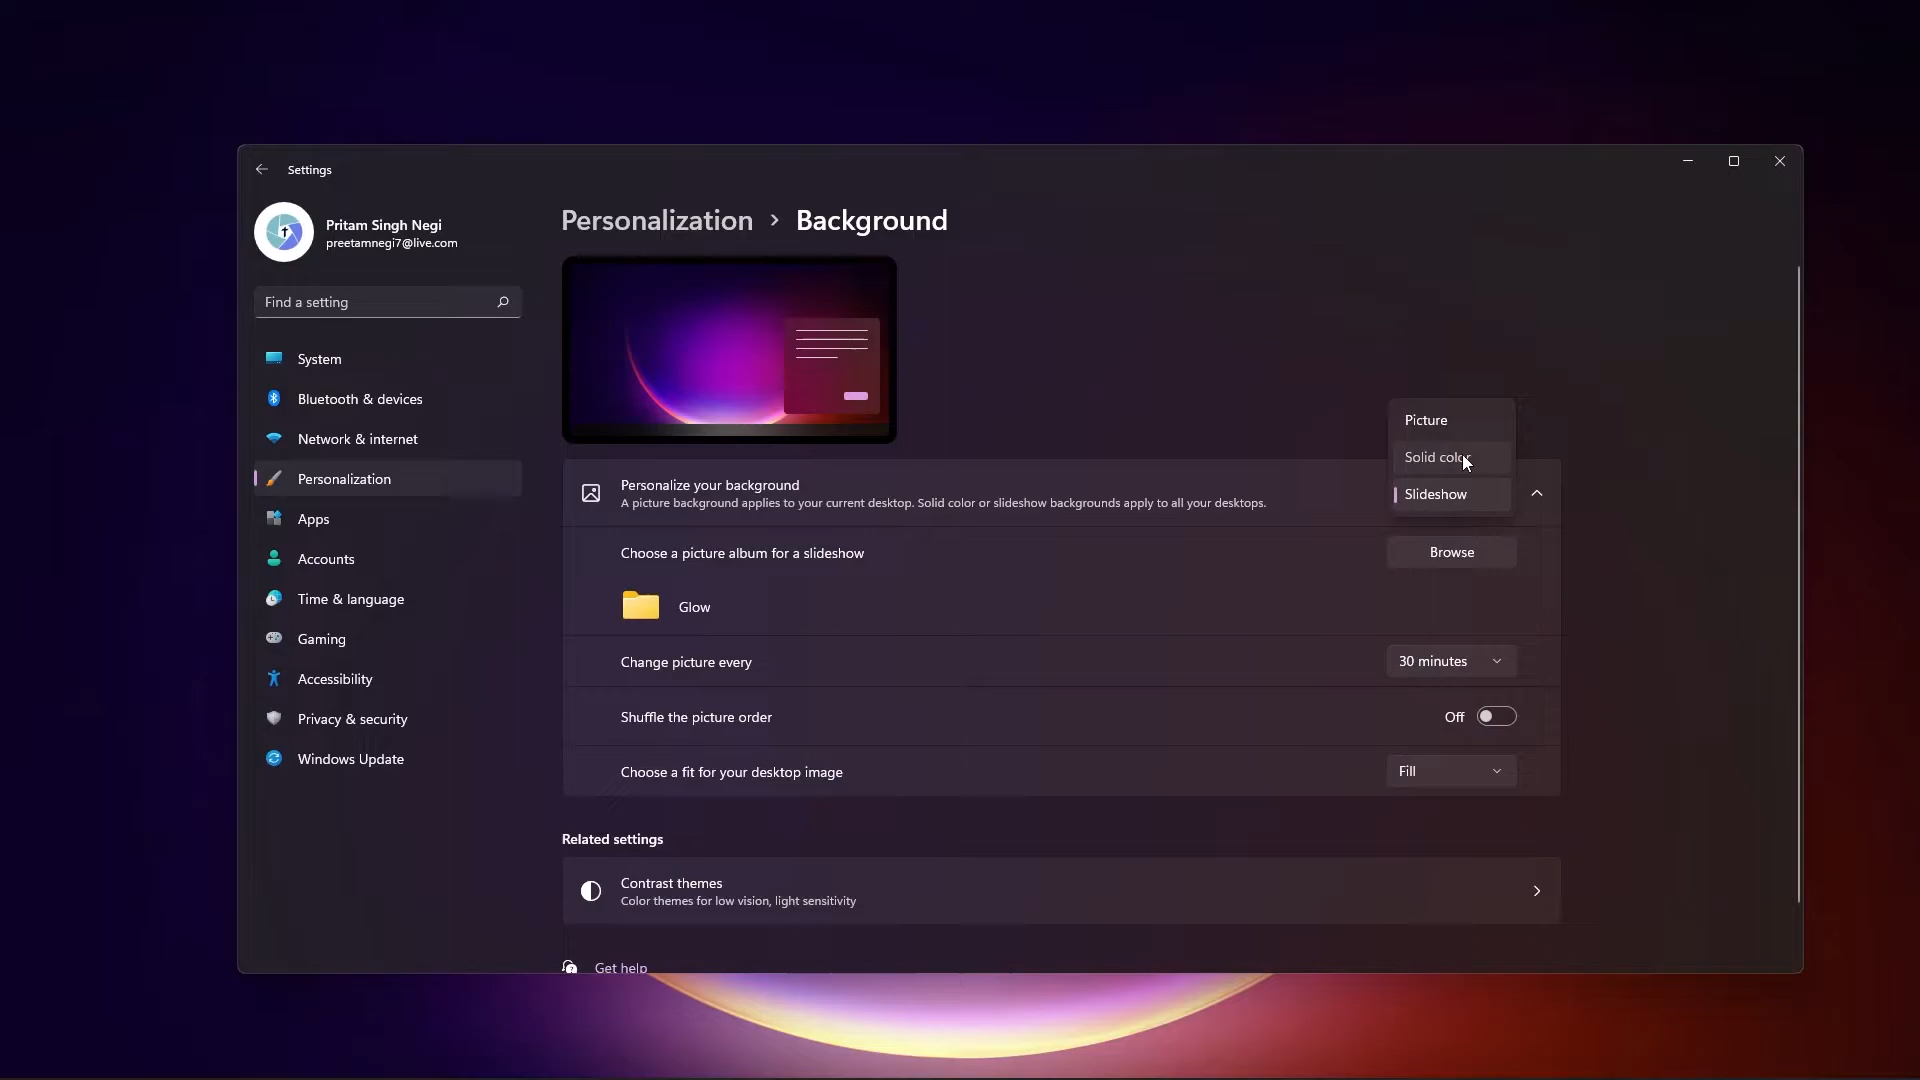 Settings
Pritam Singh Negi
preetamnegi7@live.com
Find a setting
System
Bluetooth & devices
Network & internet
Personalization
Apps
Accounts
Time & language
Gaming
Accessibility
Privacy & security
Windows Update
Personalization > Background
Picture
Solid color
Slideshow
Personalize your background
A picture background applies to your current desktop. Solid color or slideshow backgrounds apply to all your desktops.
Choose a picture album for a slideshow
Browse
Glow
Change picture every
30 minutes
Shuffle the picture order
Off
Choose a fit for your desktop image
Fill
Related settings
Contrast themes
Color themes for low vision, light sensitivity
Get help